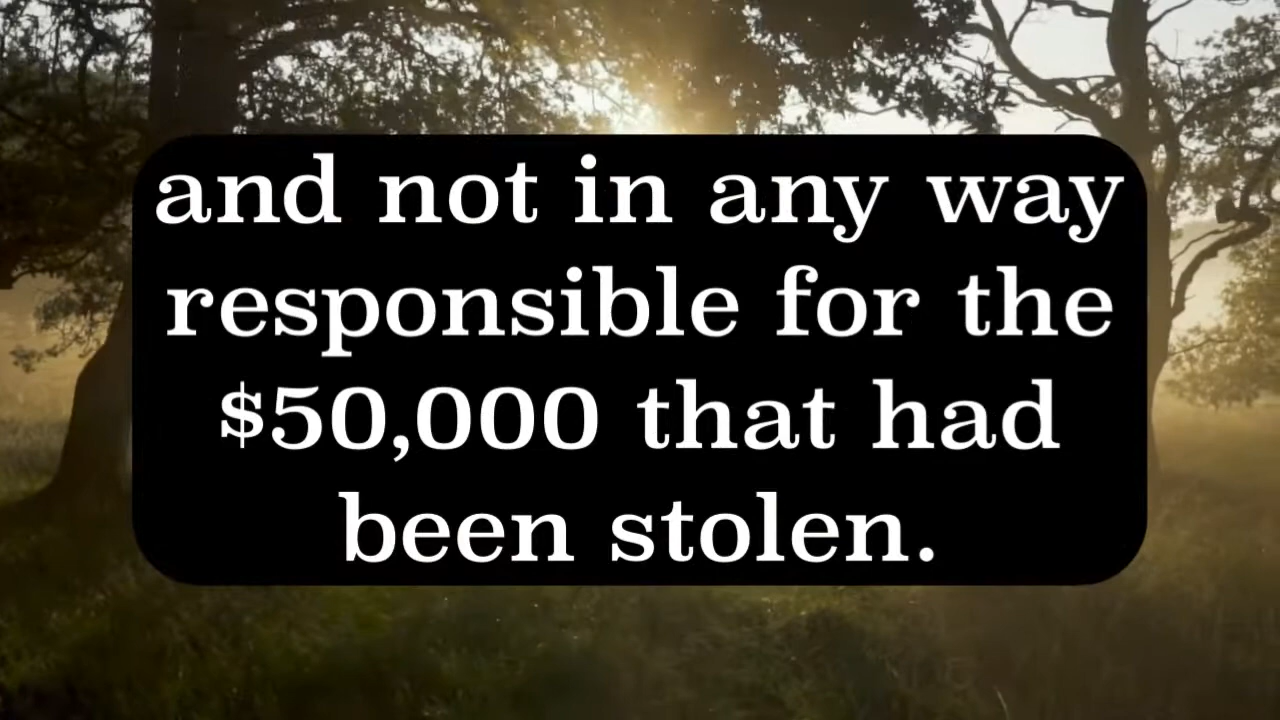 and not in any way
responsible for the
$50,000 that had
been stolen.